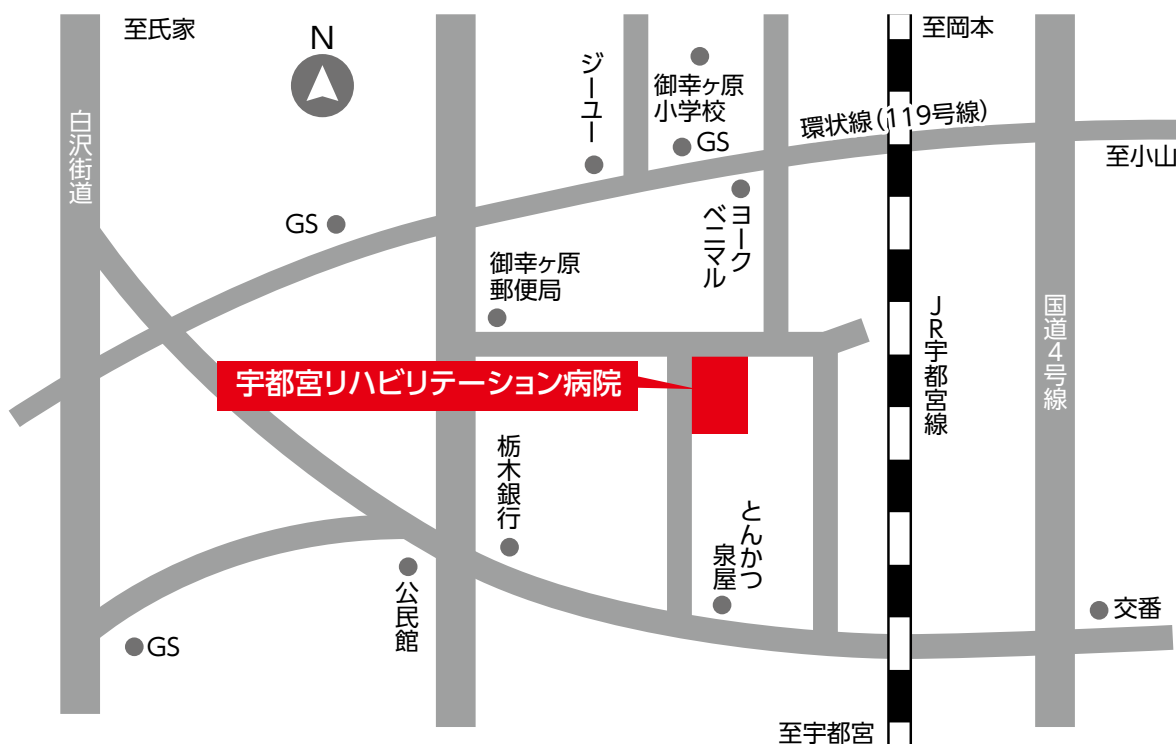 至氏家
N
至岡本
ジーユー
御幸ヶ原
小学校
GS
環状線(119号線)
至小山
白沢街道
GS
ヨーク
ベニマル
御幸ヶ原
郵便局
JR宇都宮線
国道4号線
宇都宮リハビリテーション病院
栃木銀行
とんかつ
泉屋
公民館
交番
GS
至宇都宮